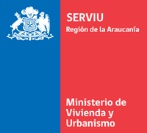 SERVIU
Región de la Araucanía
Ministerio de
Vivienda y
Urbanismo